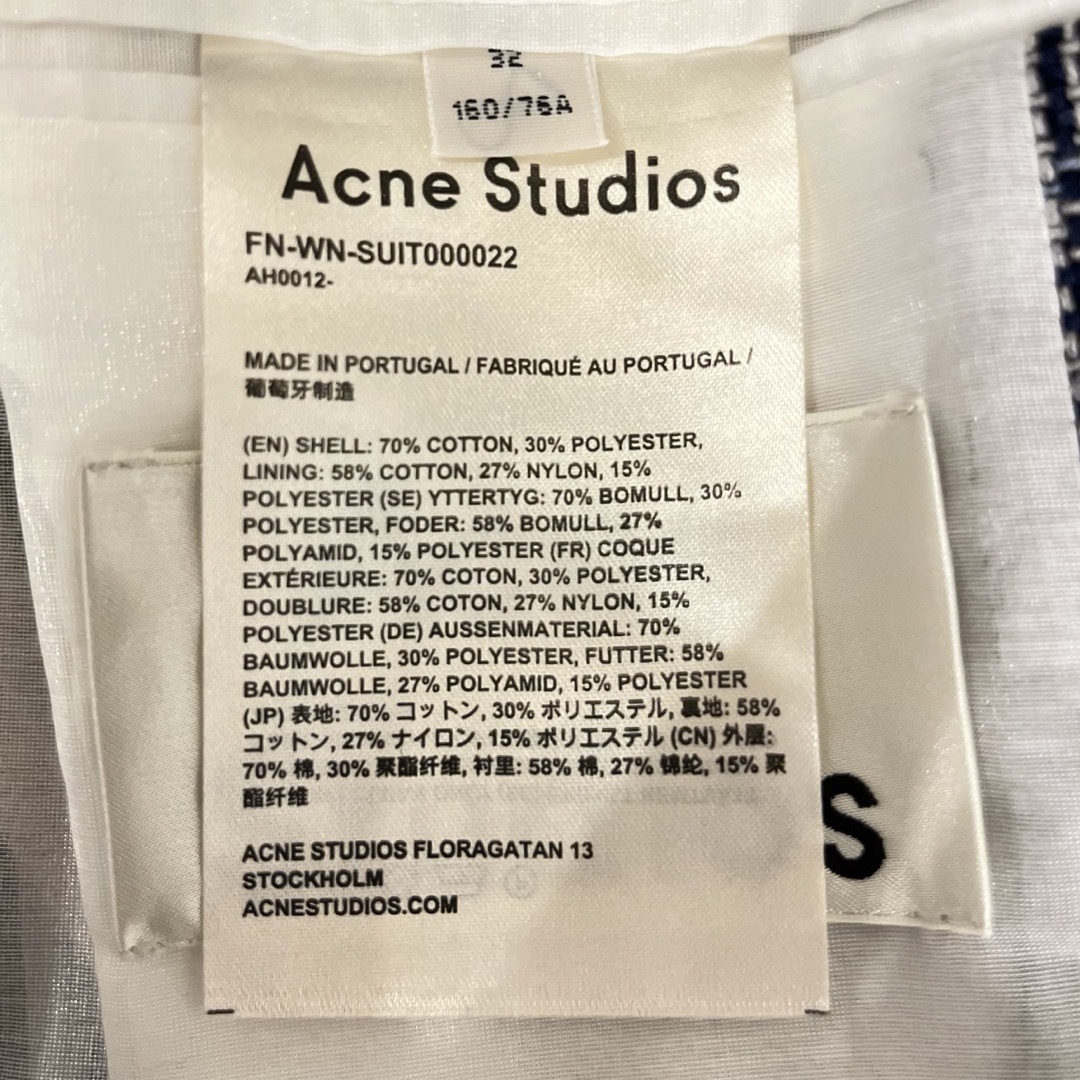 32
160/76A
Acne Studios
FN-WN-SUIT000022
AH0012-
MADE IN PORTUGAL / FABRIQUÉ AU PORTUGAL /
葡萄牙制造
(EN) SHELL: 70% COTTON, 30% POLYESTER,
LINING: 58% COTTON, 27% NYLON, 15%
POLYESTER (SE) YTTERTYG: 70% BOMULL, 30%
POLYESTER, FODER: 58% BOMULL, 27%
POLYAMID, 15% POLYESTER (FR) COQUE
EXTÉRIEURE: 70% COTON, 30% POLYESTER,
DOUBLURE: 58% COTON, 27% NYLON, 15%
POLYESTER (DE) AUSSENMATERIAL: 70%
BAUMWOLLE, 30% POLYESTER, FUTTER: 58%
BAUMWOLLE, 27% POLYAMID, 15% POLYESTER
(JP) 表地: 70% コットン, 30% ポリエステル, 裏地: 58%
コットン, 27% ナイロン, 15% ポリエステル (CN) 外层:
70% 棉, 30% 聚酯纤维, 衬里: 58% 棉, 27% 锦纶, 15% 聚
酯纤维
ACNE STUDIOS FLORAGATAN 13
STOCKHOLM
ACNESTUDIOS.COM
s